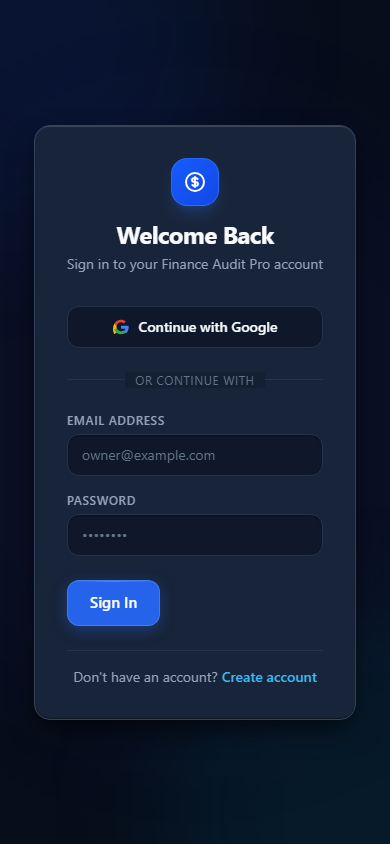 Welcome Back
Sign in to your Finance Audit Pro account
Continue with Google
OR CONTINUE WITH
EMAIL ADDRESS
owner@example.com
PASSWORD
••••••••
Sign In
Don't have an account? Create account